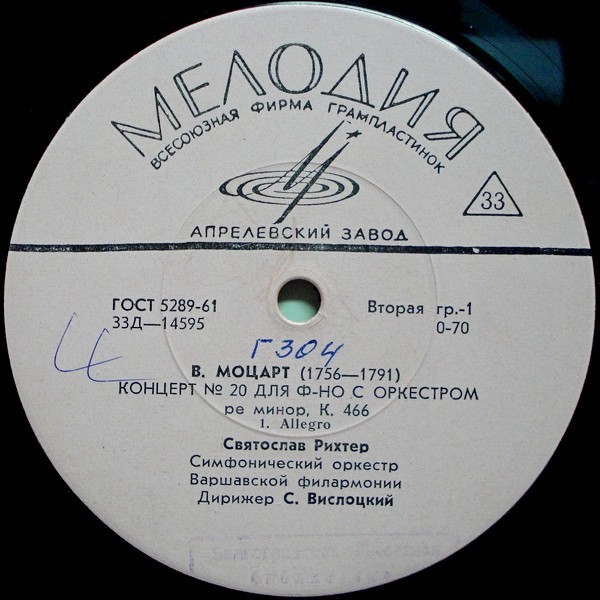 МЕЛОДИЯ
ВСЕСОЮЗНАЯ ФИРМА ГРАМПЛАСТИНОК
33
АПРЕЛЕВСКИЙ ЗАВОД
ГОСТ 5289-61 Вторая гр.-1
33Д—14595 0-70
Г304
В. МОЦАРТ (1756—1791)
КОНЦЕРТ № 20 ДЛЯ Ф-НО С ОРКЕСТРОМ
ре минор, К. 466
1. Allegro
Святослав Рихтер
Симфонический оркестр
Варшавской филармонии
Дирижер С. Вислоцкий